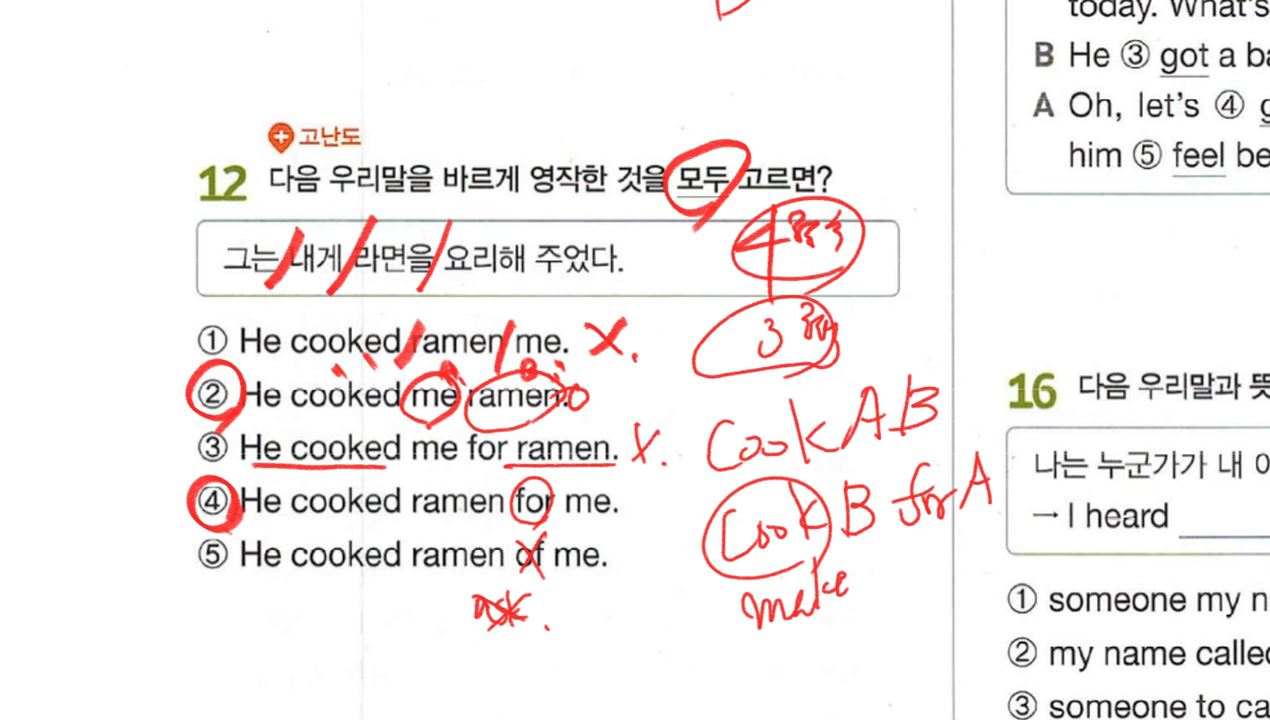 고난도
12 다음 우리말을 바르게 영작한 것을 모두 고르면?
그는 내게 라면을 요리해 주었다.
4형식
3형식
① He cooked ramen me. X.
② He cooked me ramen.
③ He cooked me for ramen. X.
④ He cooked ramen for me.
⑤ He cooked ramen of me.
ask.
Cook A B
Cook B for A
make
today. What's
B He ③ got a ba
A Oh, let's ④ g
him ⑤ feel be
16 다음 우리말과 뜻
나는 누군가가 내 이
→ I heard
① someone my n
② my name called
③ someone to ca